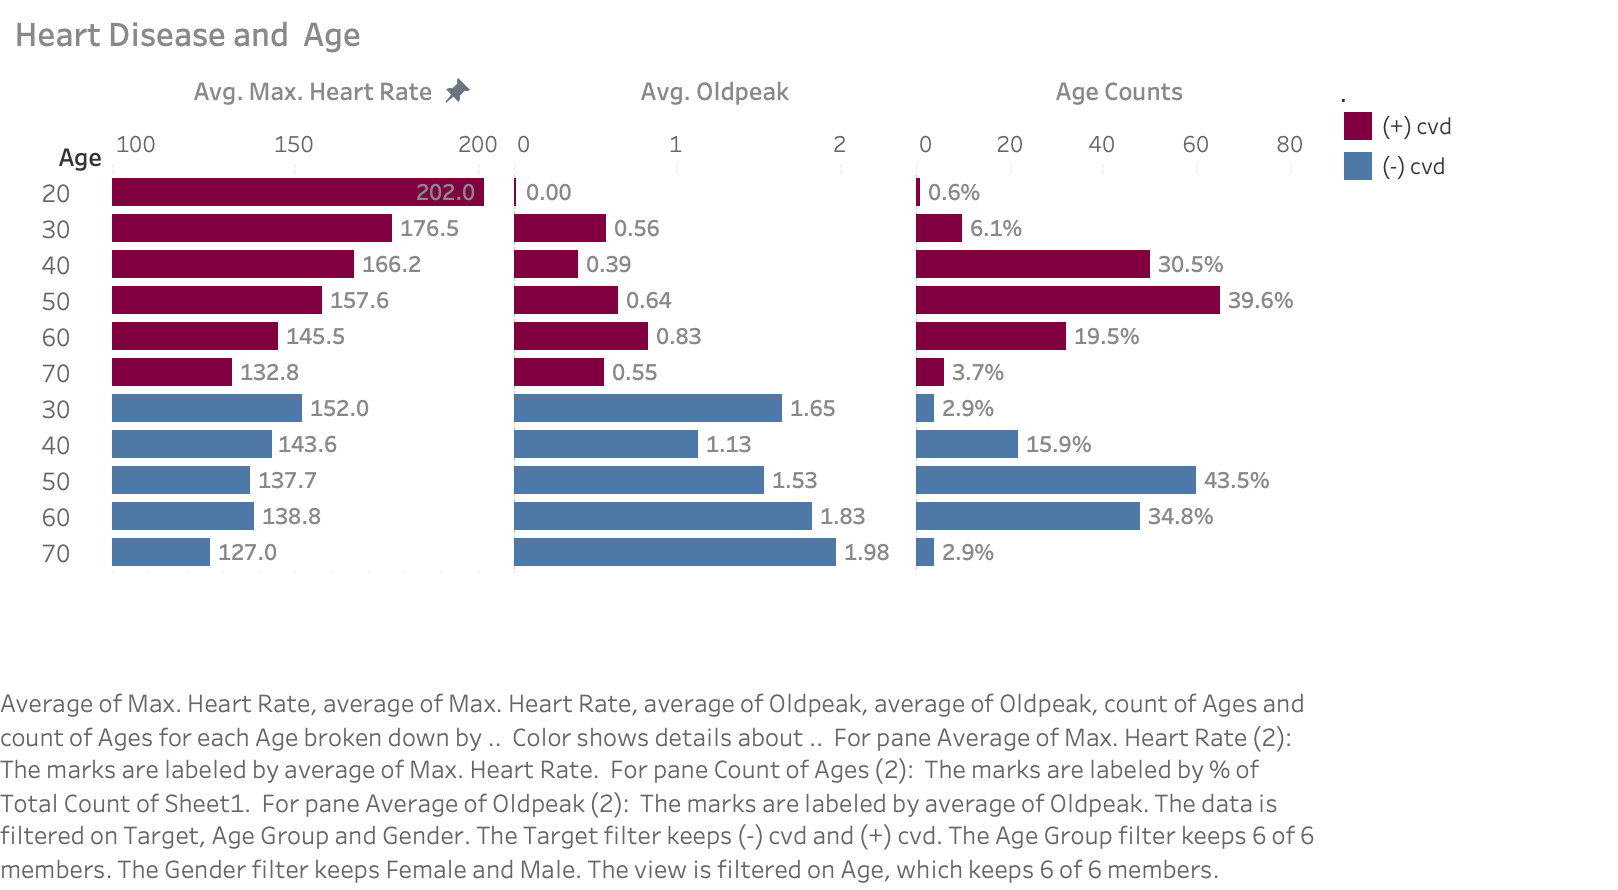 Heart Disease and  Age
Avg. Max. Heart Rate Avg. Oldpeak Age Counts .
(+) cvd
Age 100 150 200 0 1 2 0 20 40 60 80
(-) cvd
20 202.0 0.00 0.6%
30 176.5 0.56 6.1%
40 166.2 0.39 30.5%
50 157.6 0.64 39.6%
60 145.5 0.83 19.5%
70 132.8 0.55 3.7%
30 152.0 1.65 2.9%
40 143.6 1.13 15.9%
50 137.7 1.53 43.5%
60 138.8 1.83 34.8%
70 127.0 1.98 2.9%
Average of Max. Heart Rate, average of Max. Heart Rate, average of Oldpeak, average of Oldpeak, count of Ages and
count of Ages for each Age broken down by ..  Color shows details about ..  For pane Average of Max. Heart Rate (2):
The marks are labeled by average of Max. Heart Rate.  For pane Count of Ages (2):  The marks are labeled by % of
Total Count of Sheet1.  For pane Average of Oldpeak (2):  The marks are labeled by average of Oldpeak. The data is
filtered on Target, Age Group and Gender. The Target filter keeps (-) cvd and (+) cvd. The Age Group filter keeps 6 of 6
members. The Gender filter keeps Female and Male. The view is filtered on Age, which keeps 6 of 6 members.